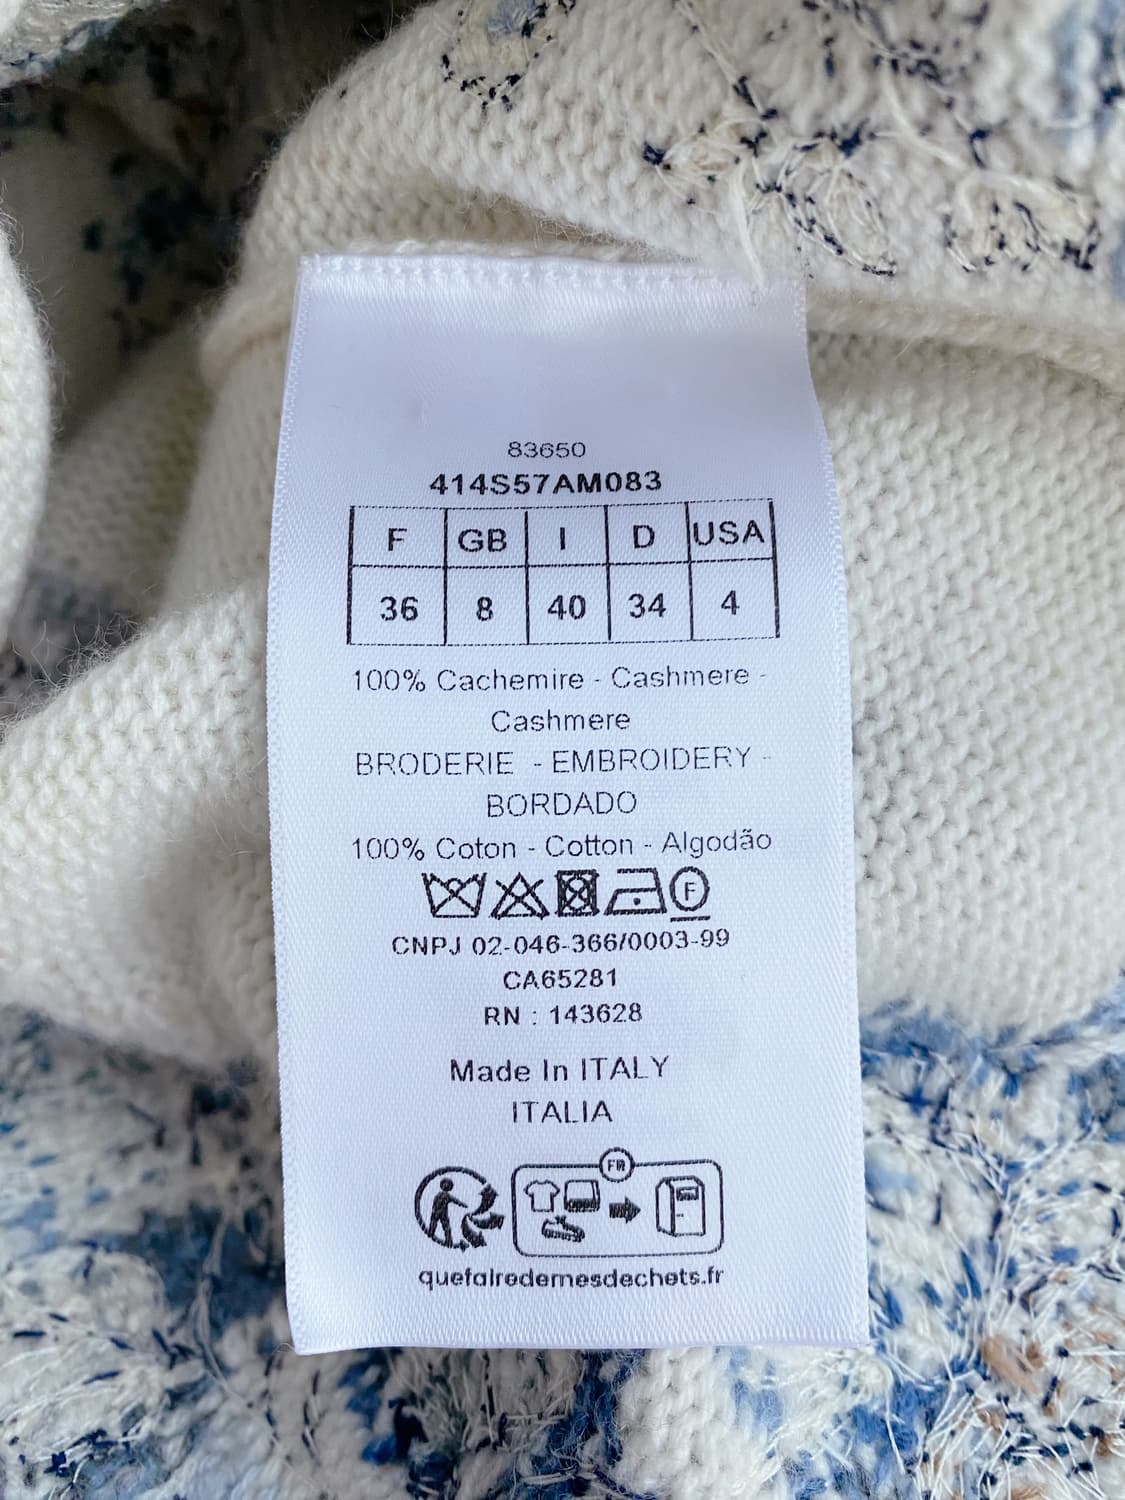 83650
414S57AM083
F GB I D USA
36 8 40 34 4
100% Cachemire - Cashmere -
Cashmere
BRODERIE - EMBROIDERY -
BORDADO
100% Coton - Cotton - Algodão
F
CNPJ 02-046-366/0003-99
CA65281
RN : 143628
Made In ITALY
ITALIA
FR
quefairedemesdechets.fr